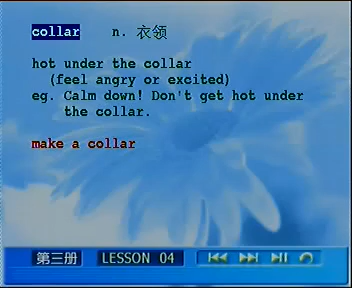 collar n. 衣领
hot under the collar
(feel angry or excited)
eg. Calm down! Don't get hot under
the collar.
make a collar
第三册 LESSON 04